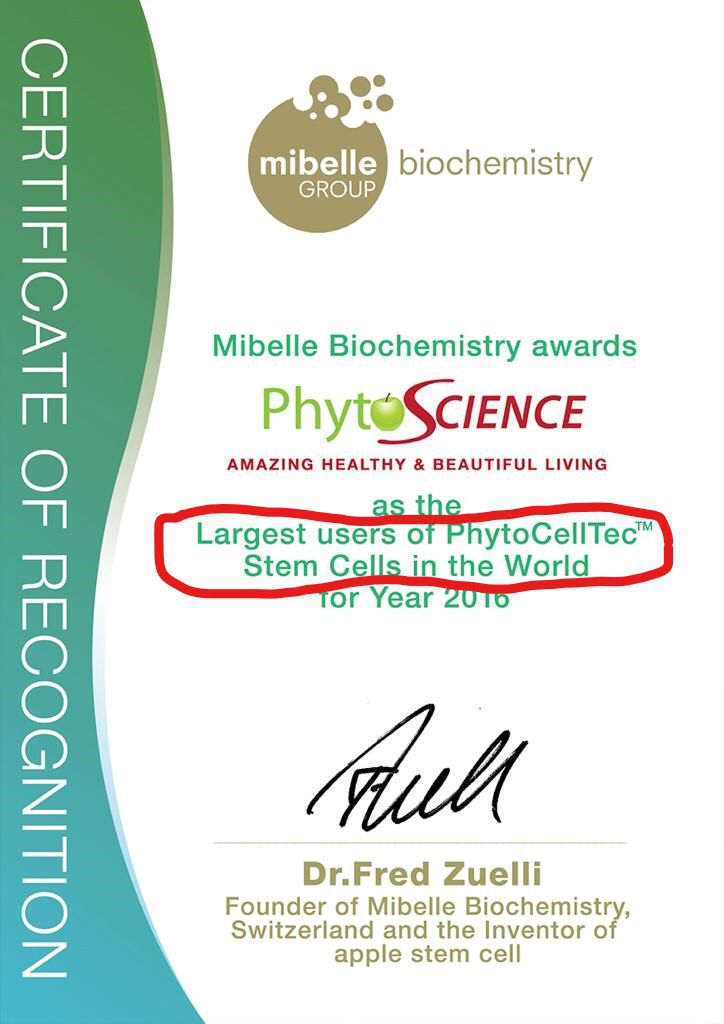 CERTIFICATE OF RECOGNITION
mibelle biochemistry
GROUP
Mibelle Biochemistry awards
PhytoSCIENCE
AMAZING HEALTHY & BEAUTIFUL LIVING
as the
Largest users of PhytoCellTec™
Stem Cells in the World
for Year 2016
Zuelli
Dr.Fred Zuelli
Founder of Mibelle Biochemistry,
Switzerland and the Inventor of
apple stem cell